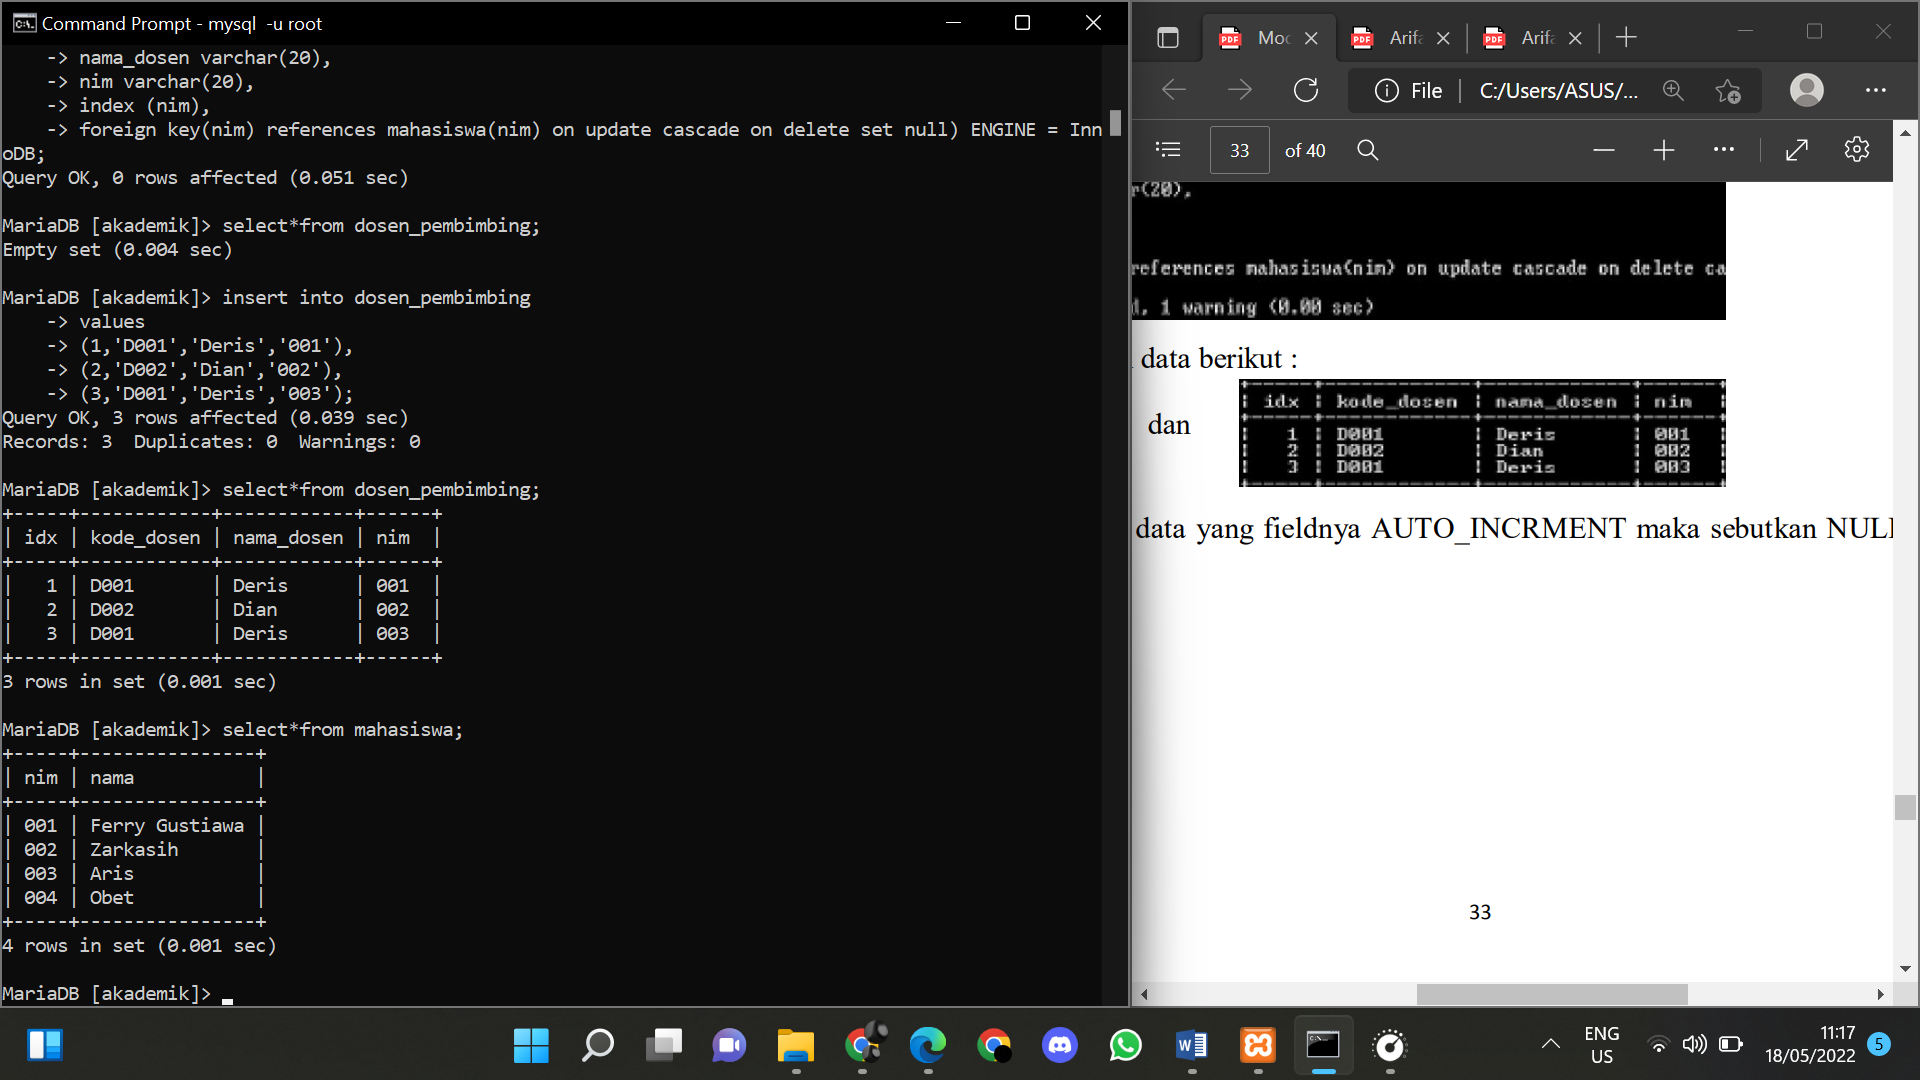 Command Prompt - mysql  -u root
    -> nama_dosen varchar(20),
    -> nim varchar(20),
    -> index (nim),
    -> foreign key(nim) references mahasiswa(nim) on update cascade on delete set null) ENGINE = Inn
oDB;
Query OK, 0 rows affected (0.051 sec)
MariaDB [akademik]> select*from dosen_pembimbing;
Empty set (0.004 sec)
MariaDB [akademik]> insert into dosen_pembimbing
    -> values
    -> (1,'D001','Deris','001'),
    -> (2,'D002','Dian','002'),
    -> (3,'D001','Deris','003');
Query OK, 3 rows affected (0.039 sec)
Records: 3  Duplicates: 0  Warnings: 0
MariaDB [akademik]> select*from dosen_pembimbing;
+-----+------------+------------+------+
| idx | kode_dosen | nama_dosen | nim  |
+-----+------------+------------+------+
|   1 | D001       | Deris      | 001  |
|   2 | D002       | Dian       | 002  |
|   3 | D001       | Deris      | 003  |
+-----+------------+------------+------+
3 rows in set (0.001 sec)
MariaDB [akademik]> select*from mahasiswa;
+-----+----------------+
| nim | nama           |
+-----+----------------+
| 001 | Ferry Gustiawa |
| 002 | Zarkasih       |
| 003 | Aris           |
| 004 | Obet           |
+-----+----------------+
4 rows in set (0.001 sec)
MariaDB [akademik]>
PDF Moc PDF Arifa PDF Arifa
File C:/Users/ASUS/...
33 of 40
r(20),
references mahasiswa(nim) on update cascade on delete ca
d, 1 warning (0.00 sec)
data berikut :
dan
| idx | kode_dosen | nama_dosen | nim |
| 1 | D001 | Deris | 001 |
| 2 | D002 | Dian | 002 |
| 3 | D001 | Deris | 003 |
data yang fieldnya AUTO_INCRMENT maka sebutkan NULL
33
ENG
US
11:17
18/05/2022
5